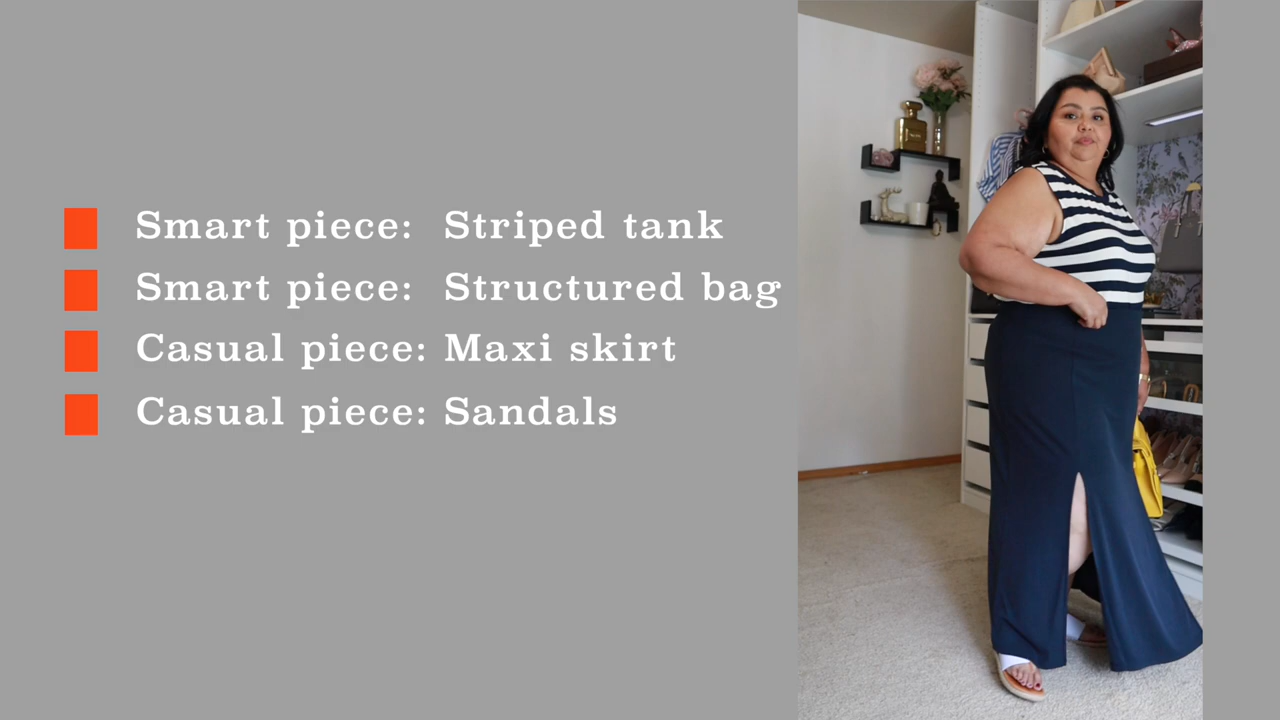 Smart piece: Striped tank
Smart piece: Structured bag
Casual piece: Maxi skirt
Casual piece: Sandals